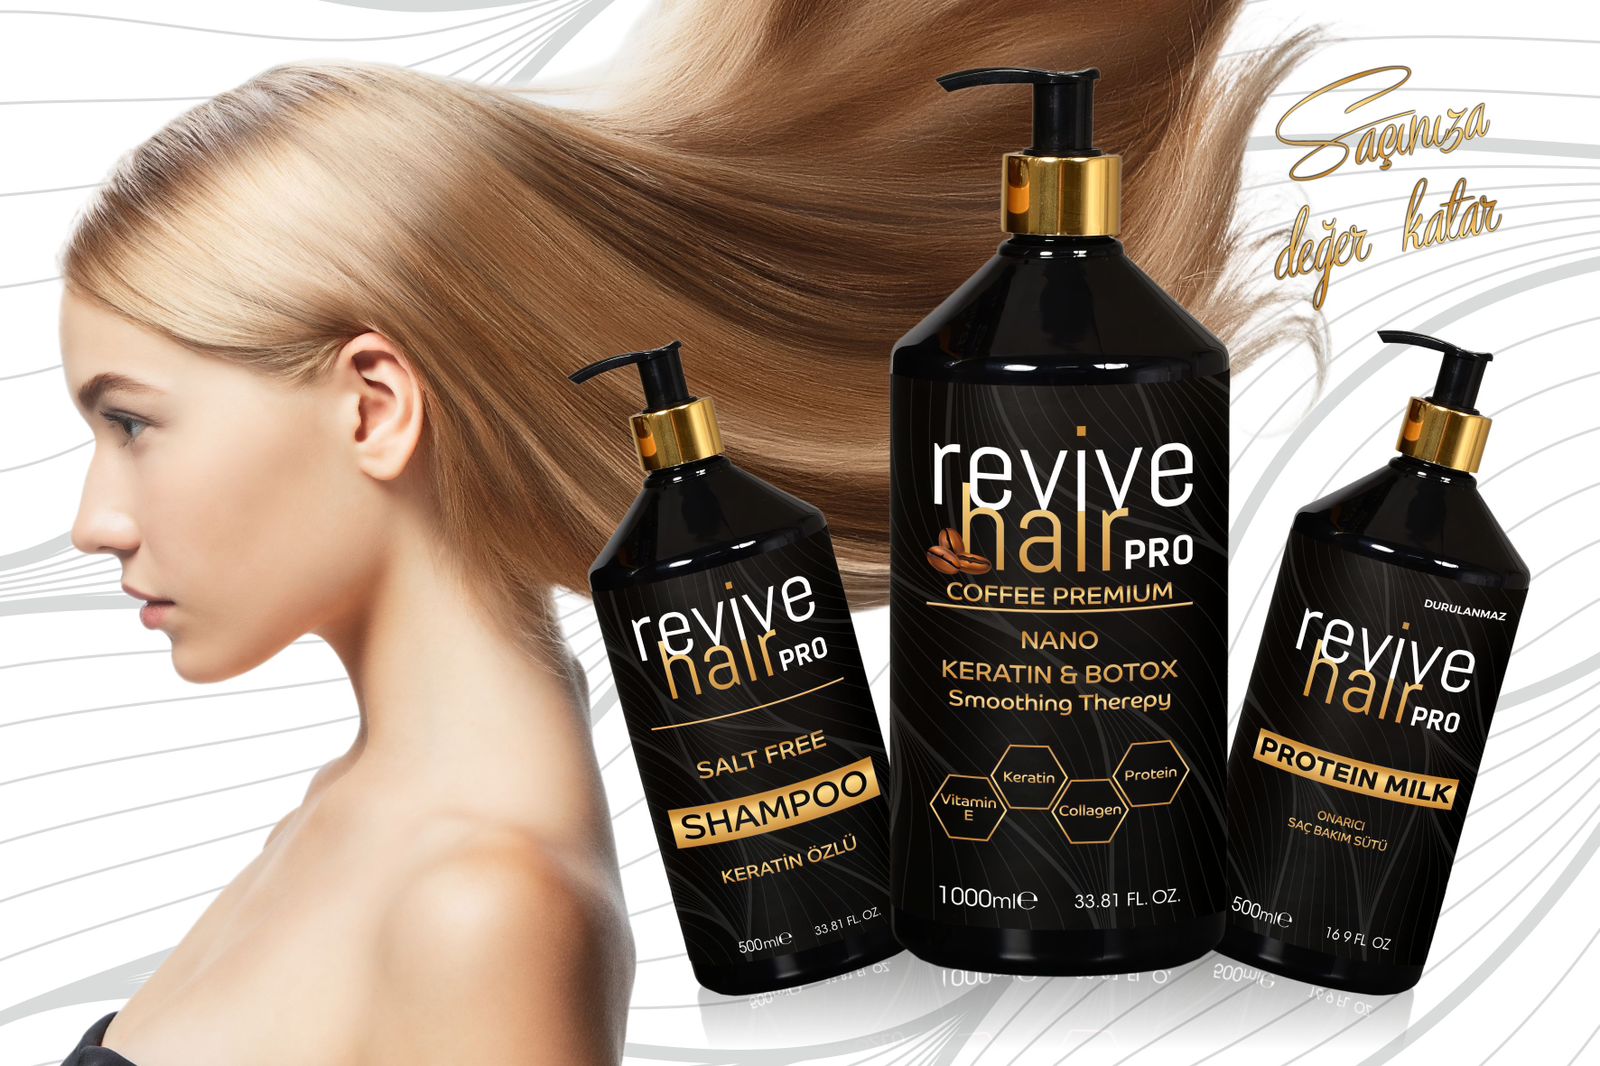 Saçınıza
değer katar
revive
hair PRO
SALT FREE
SHAMPOO
KERATİN ÖZLÜ
500ml℮ 33.81 FL. OZ.
revive
hair PRO
COFFEE PREMIUM
NANO
KERATIN & BOTOX
Smoothing Therepy
Vitamin
E
Keratin
Collagen
Protein
1000ml℮ 33.81 FL. OZ.
DURULANMAZ
revive
hair PRO
PROTEIN MILK
ONARICI
SAÇ BAKIM SÜTÜ
500ml℮ 16 9 FL OZ